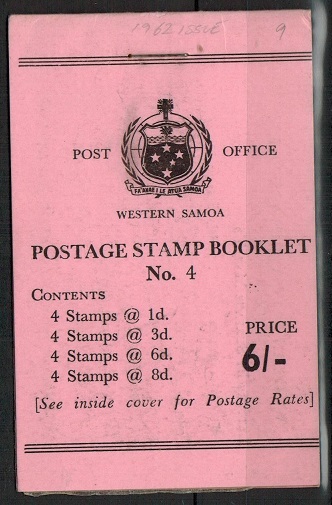 1962 ISSUE 9
POST OFFICE
FA'AVAE I LE ATUA SAMOA
WESTERN SAMOA
POSTAGE STAMP BOOKLET
No. 4
CONTENTS
4 Stamps @ 1d.
4 Stamps @ 3d.
4 Stamps @ 6d.
4 Stamps @ 8d.
PRICE
6/-
[See inside cover for Postage Rates]